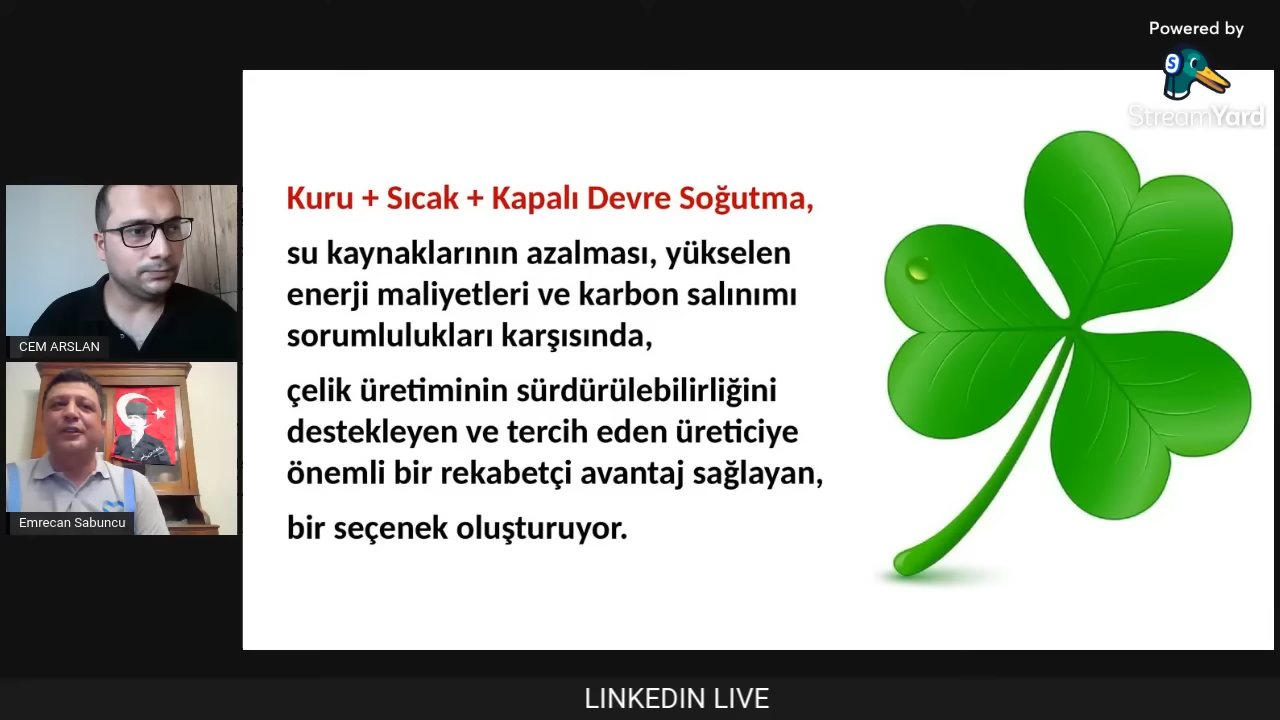 Powered by
S
StreamYard
Kuru + Sıcak + Kapalı Devre Soğutma,
su kaynaklarının azalması, yükselen
enerji maliyetleri ve karbon salınımı
sorumlulukları karşısında,
çelik üretiminin sürdürülebilirliğini
destekleyen ve tercih eden üreticiye
önemli bir rekabetçi avantaj sağlayan,
bir seçenek oluşturuyor.
CEM ARSLAN
Emrecan Sabuncu
LINKEDIN LIVE